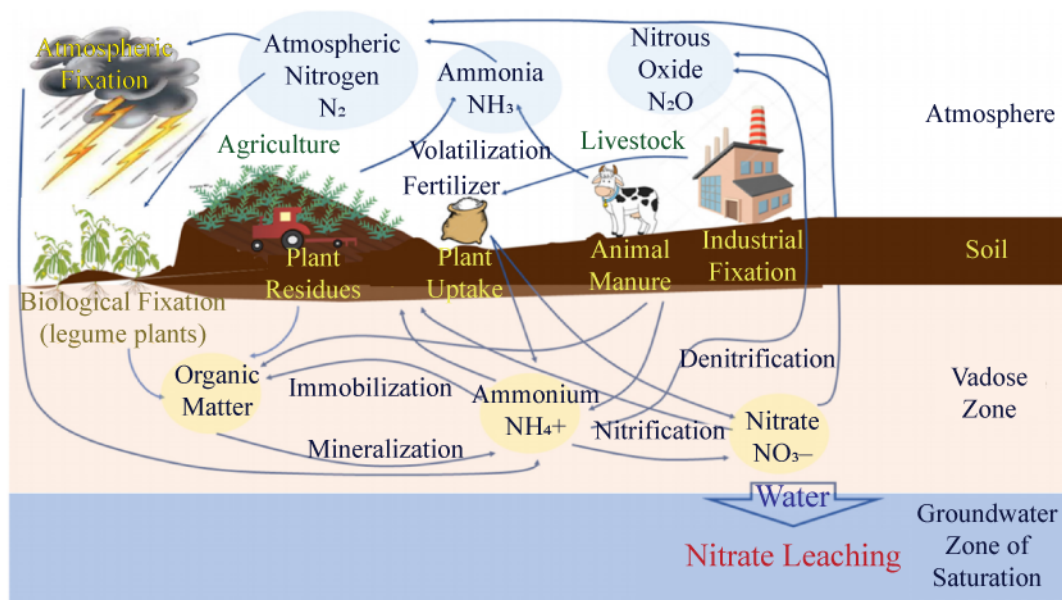 Atmospheric
Fixation
Atmospheric
Nitrogen
N₂
Ammonia
NH₃
Nitrous
Oxide
N₂O
Atmosphere
Agriculture
Volatilization
Livestock
Fertilizer
Plant
Residues
Plant
Uptake
Animal
Manure
Industrial
Fixation
Soil
Biological Fixation
(legume plants)
Organic
Matter
Immobilization
Ammonium
NH₄+
Denitrification
Vadose
Zone
Mineralization
Nitrification
Nitrate
NO₃–
Water
Nitrate Leaching
Groundwater
Zone of
Saturation